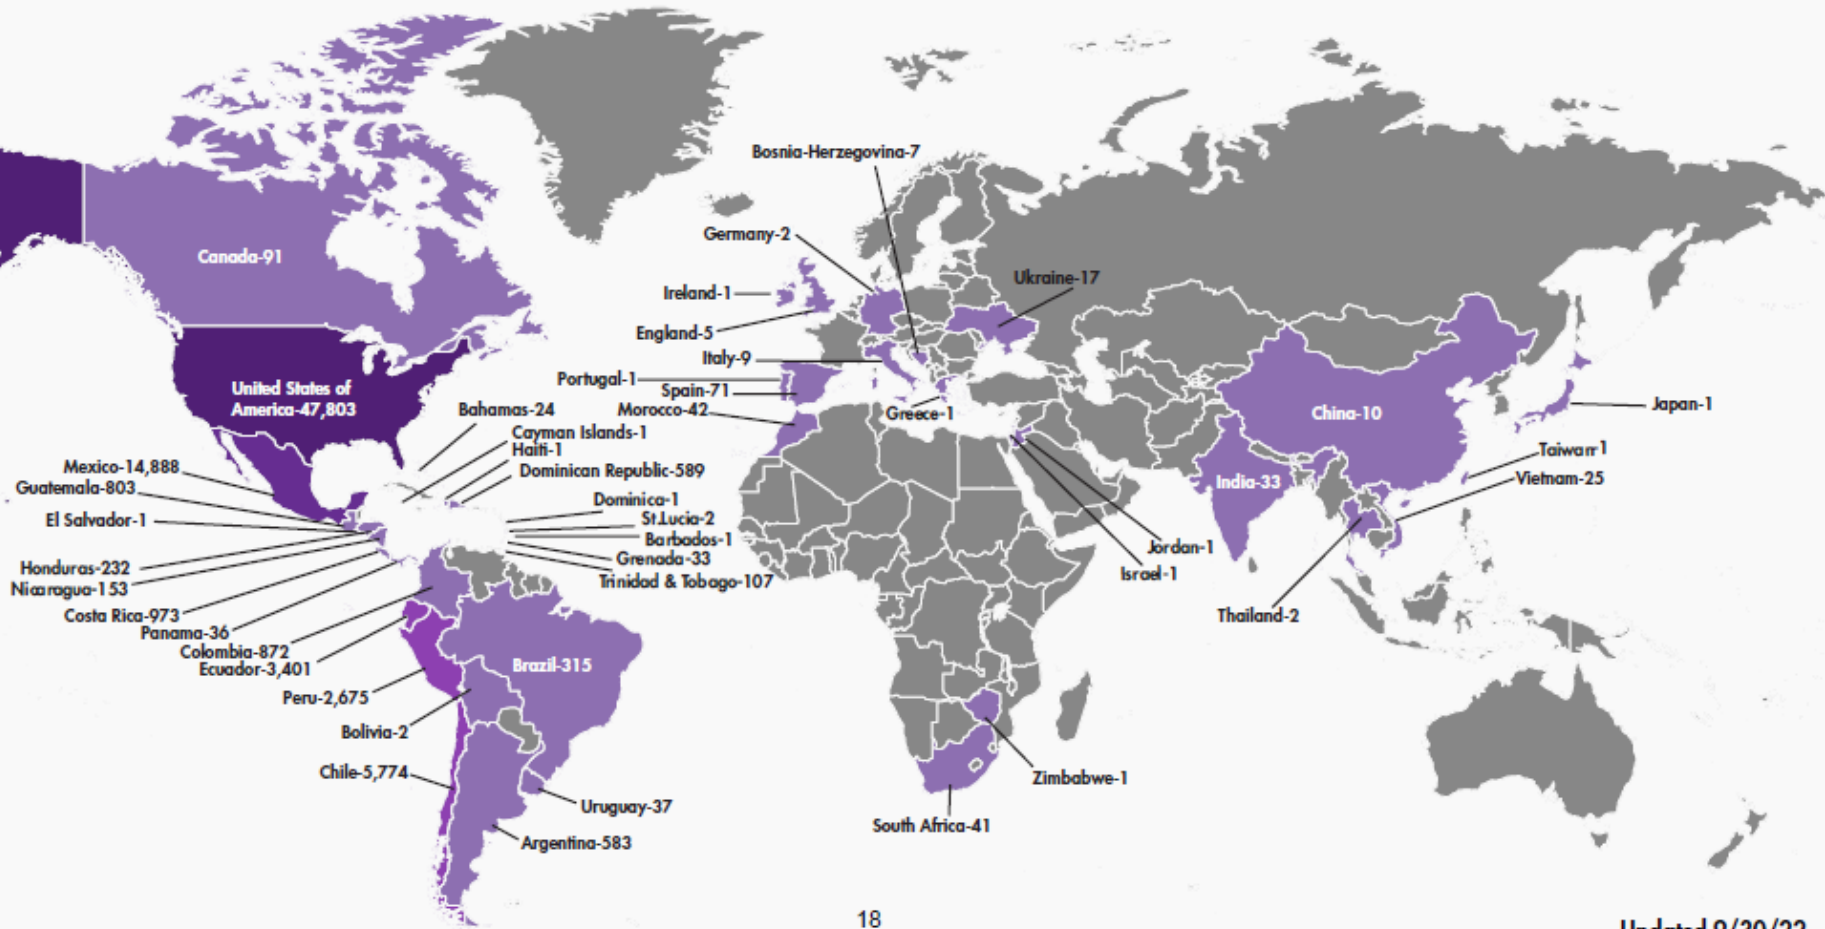 Bosnia-Herzegovina-7
Germany-2
Canada-91
Ukraine-17
Ireland-1
England-5
Italy-9
Portugal-1
Spain-71
United States of
America-47,803
Bahamas-24
Morocco-42
Greece-1
China-10
Japan-1
Cayman Islands-1
Haiti-1
Taiwan-1
Mexico-14,888
Dominican Republic-589
Vietnam-25
Guatemala-803
India-33
Dominica-1
El Salvador-1
St.Lucia-2
Barbados-1
Jordan-1
Grenada-33
Honduras-232
Israel-1
Trinidad & Tobago-107
Nicaragua-153
Costa Rica-973
Thailand-2
Panama-36
Colombia-872
Ecuador-3,401
Brazil-315
Peru-2,675
Bolivia-2
Chile-5,774
Zimbabwe-1
Uruguay-37
South Africa-41
Argentina-583
18